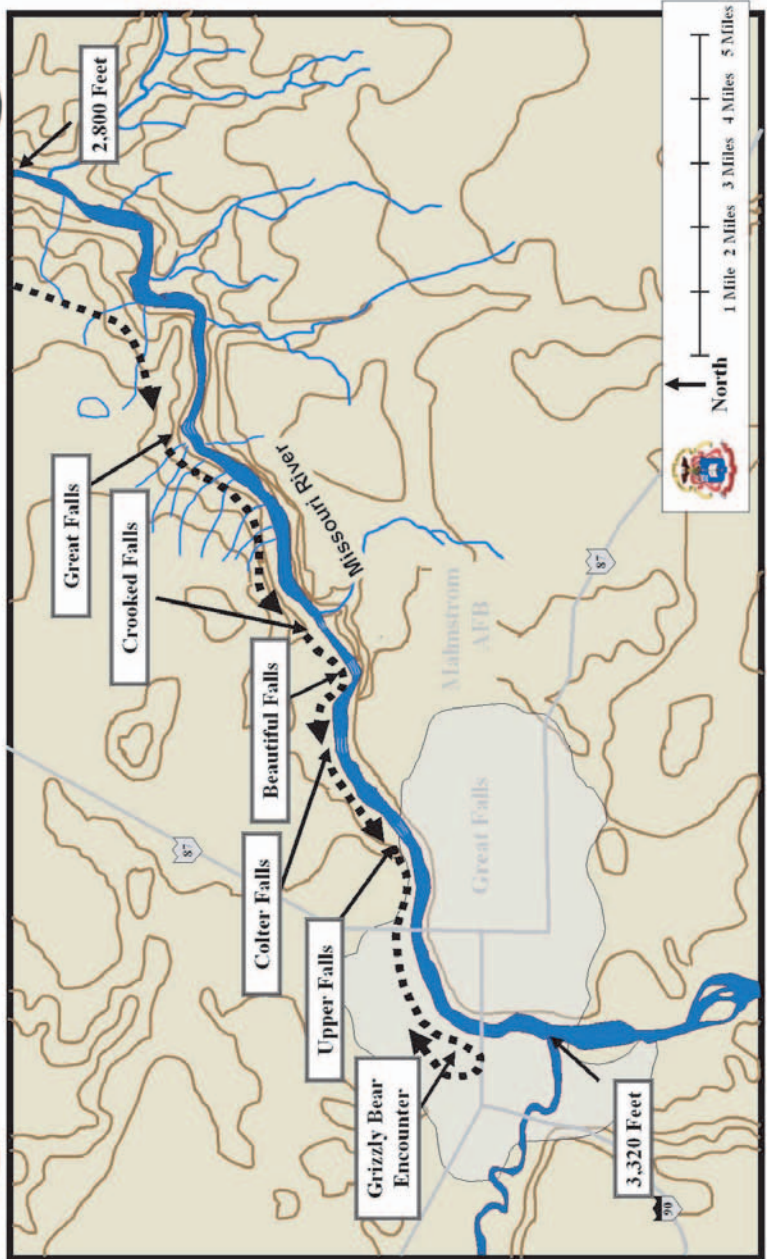 2,800 Feet
Great Falls
Crooked Falls
Beautiful Falls
Colter Falls
Upper Falls
Grizzly Bear
Encounter
3,320 Feet
Missouri River
Malmstrom
AFB
Great Falls
87
87
90
North
1 Mile 2 Miles 3 Miles 4 Miles 5 Miles